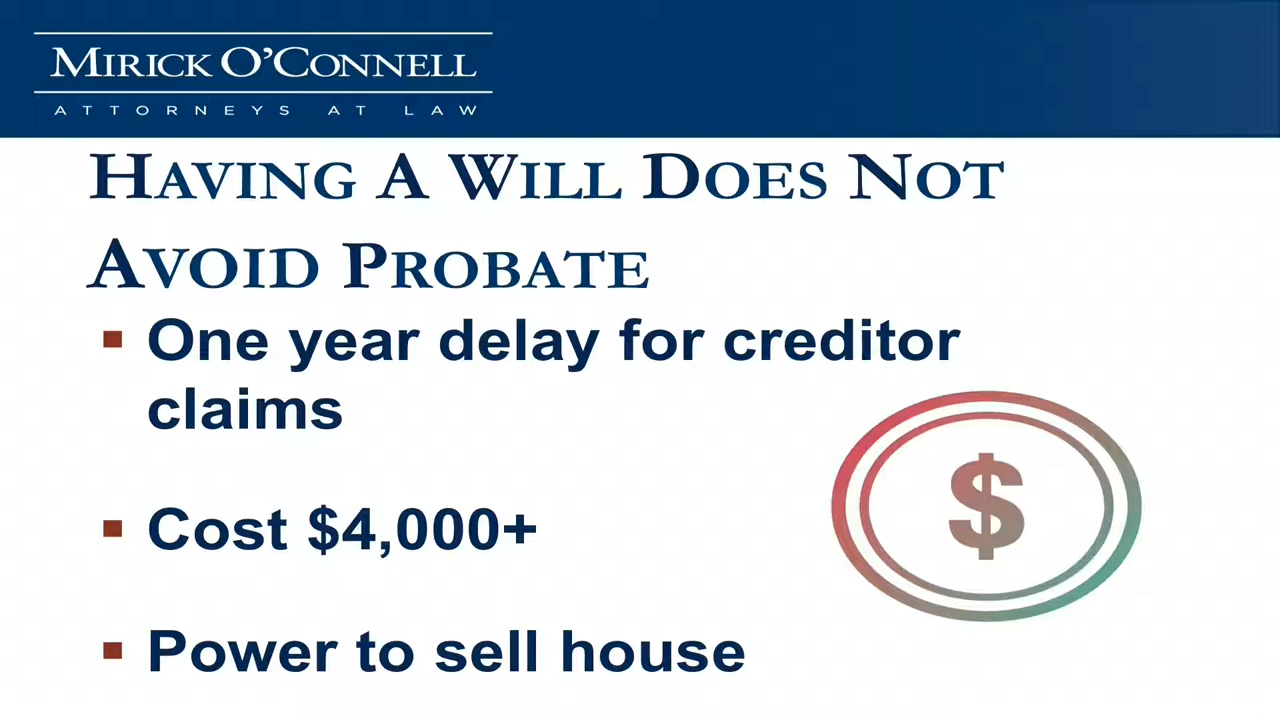 MIRICK O'CONNELL
ATTORNEYS AT LAW
HAVING A WILL DOES NOT
AVOID PROBATE
▪ One year delay for creditor
claims
▪ Cost $4,000+
▪ Power to sell house
$